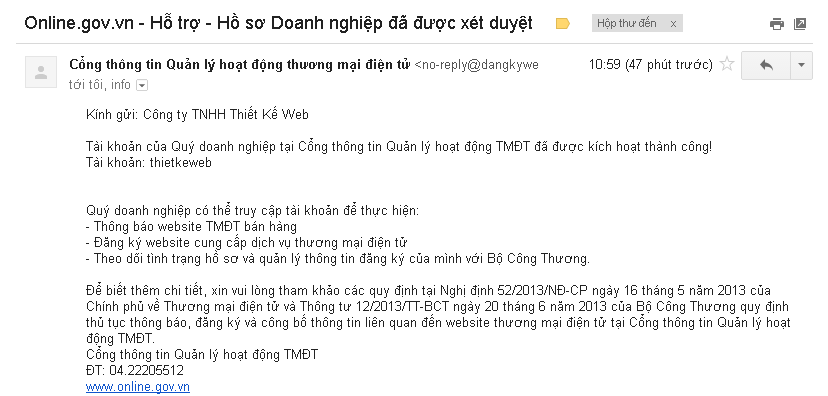 Online.gov.vn - Hỗ trợ - Hồ sơ Doanh nghiệp đã được xét duyệt Hộp thư đến x
Cổng thông tin Quản lý hoạt động thương mại điện tử <no-reply@dangkywe 10:59 (47 phút trước)
tới tôi, info
Kính gửi: Công ty TNHH Thiết Kế Web
Tài khoản của Quý doanh nghiệp tại Cổng thông tin Quản lý hoạt động TMĐT đã được kích hoạt thành công!
Tài khoản: thietkeweb
Quý doanh nghiệp có thể truy cập tài khoản để thực hiện:
- Thông báo website TMĐT bán hàng
- Đăng ký website cung cấp dịch vụ thương mại điện tử
- Theo dõi tình trạng hồ sơ và quản lý thông tin đăng ký của mình với Bộ Công Thương.
Để biết thêm chi tiết, xin vui lòng tham khảo các quy định tại Nghị định 52/2013/NĐ-CP ngày 16 tháng 5 năm 2013 của
Chính phủ về Thương mại điện tử và Thông tư 12/2013/TT-BCT ngày 20 tháng 6 năm 2013 của Bộ Công Thương quy định
thủ tục thông báo, đăng ký và công bố thông tin liên quan đến website thương mại điện tử tại Cổng thông tin Quản lý hoạt
động TMĐT.
Cổng thông tin Quản lý hoạt động TMĐT
ĐT: 04.22205512
www.online.gov.vn